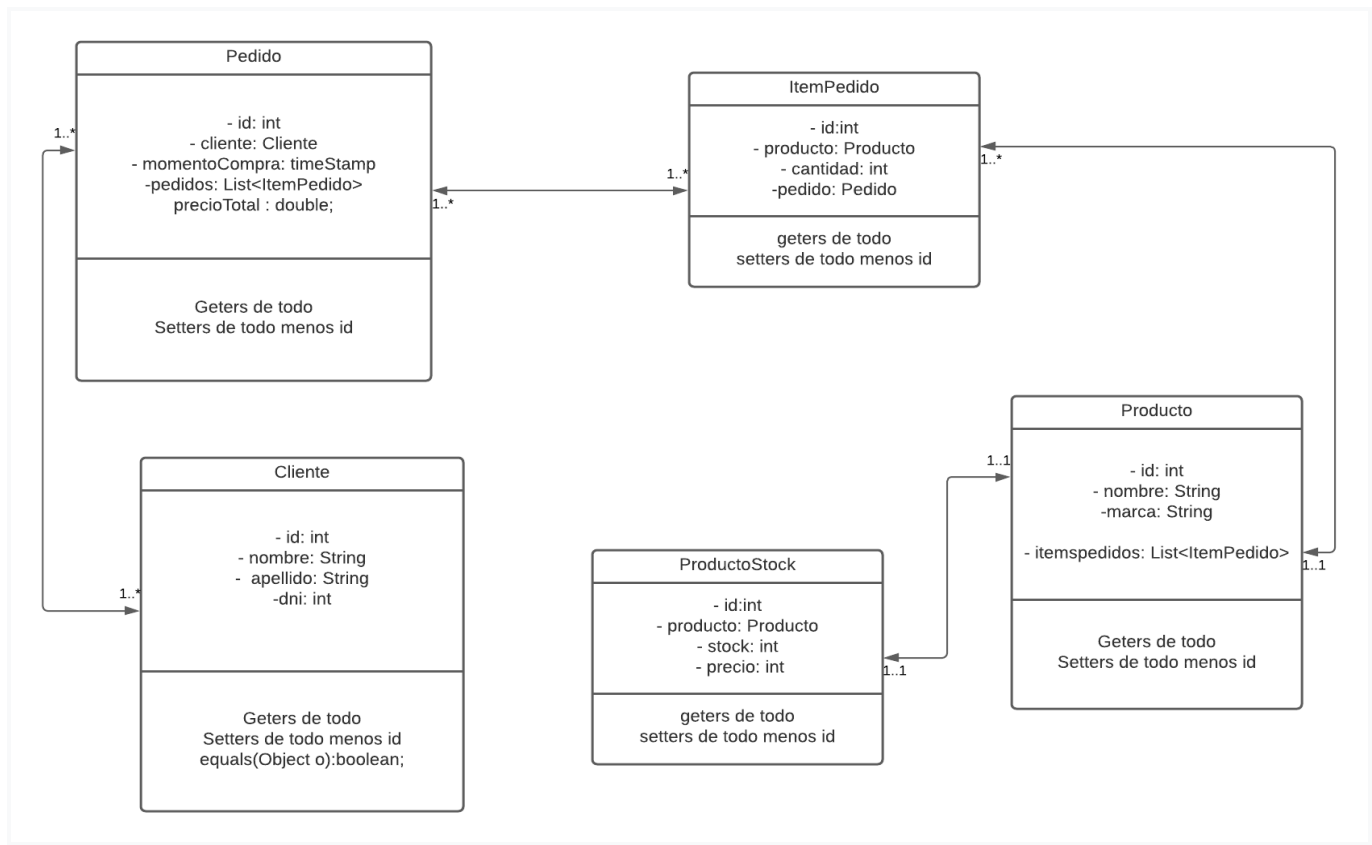 Pedido
- id: int
- cliente: Cliente
- momentoCompra: timeStamp
-pedidos: List<ItemPedido>
precioTotal : double;
Geters de todo
Setters de todo menos id
1..*
1..*
1..*
ItemPedido
- id:int
- producto: Producto
- cantidad: int
-pedido: Pedido
geters de todo
setters de todo menos id
1..*
Cliente
- id: int
- nombre: String
- apellido: String
-dni: int
Geters de todo
Setters de todo menos id
equals(Object o):boolean;
1..*
ProductoStock
- id:int
- producto: Producto
- stock: int
- precio: int
geters de todo
setters de todo menos id
1..1
1..1
Producto
- id: int
- nombre: String
-marca: String
- itemspedidos: List<ItemPedido>
Geters de todo
Setters de todo menos id
1..1